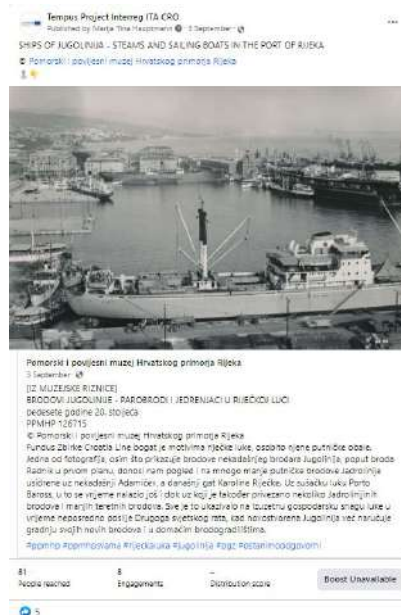 Tempus Project Interreg ITA CRO
Published by Marija Tina Hauptmann · 3 September ·
SHIPS OF JUGOLINIJA - STEAMS AND SAILING BOATS IN THE PORT OF RIJEKA
© Pomorski i povijesni muzej Hrvatskog primorja Rijeka
Pomorski i povijesni muzej Hrvatskog primorja Rijeka
3 September ·
[IZ MUZEJSKE RIZNICE]
BRODOVI JUGOLINIJE - PAROBRODI I JEDRENJACI U RIJEČKOJ LUCI
pedesete godine 20. stoljeća
PPMHP 126715
© Pomorski i povijesni muzej Hrvatskog primorja Rijeka
Fundus Zbirke Croatia Line bogat je motivima riječke luke, osobito njene putničke obale.
Jedna od fotografija, osim što prikazuje brodove nekadašnjeg brodara Jugolinija, poput broda
Radnik u prvom planu, donosi nam pogled i na mnogo manje putničke brodove Jadrolinija
usidrene uz nekadašnji Adamićev, a današnji gat Karoline Riječke. Uz sušačku luku Porto
Baross, u to se vrijeme nalazio još i dok uz koji je također privezano nekoliko Jadrolinijinih
brodova i manjih teretnih brodova. Sve je to ukazivalo na izuzetnu gospodarsku snagu luke u
vrijeme neposredno poslije Drugoga svjetskog rata, kad novostvorena Jugolinija već naručuje
gradnju svojih novih brodova i u domaćim brodogradilištima.
#ppmhp #ppmhpdoma #rijeckaluka #jugolinija #pgz #ostanimoodgovorni
81
People reached
8
Engagements
–
Distribution score
Boost Unavailable
5